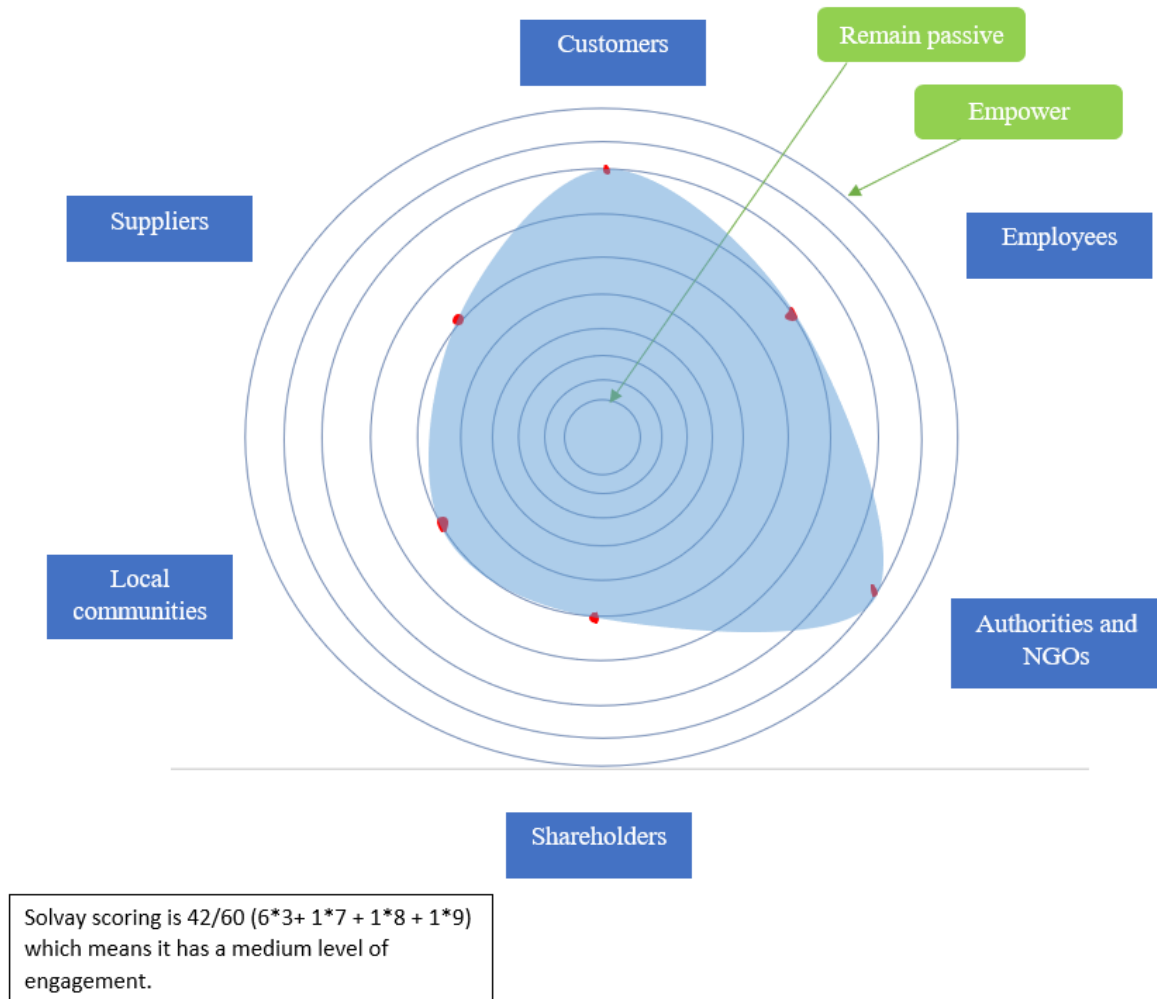 Customers
Remain passive
Empower
Suppliers
Employees
Local
communities
Authorities and
NGOs
Shareholders
Solvay scoring is 42/60 (6*3+ 1*7 + 1*8 + 1*9)
which means it has a medium level of
engagement.